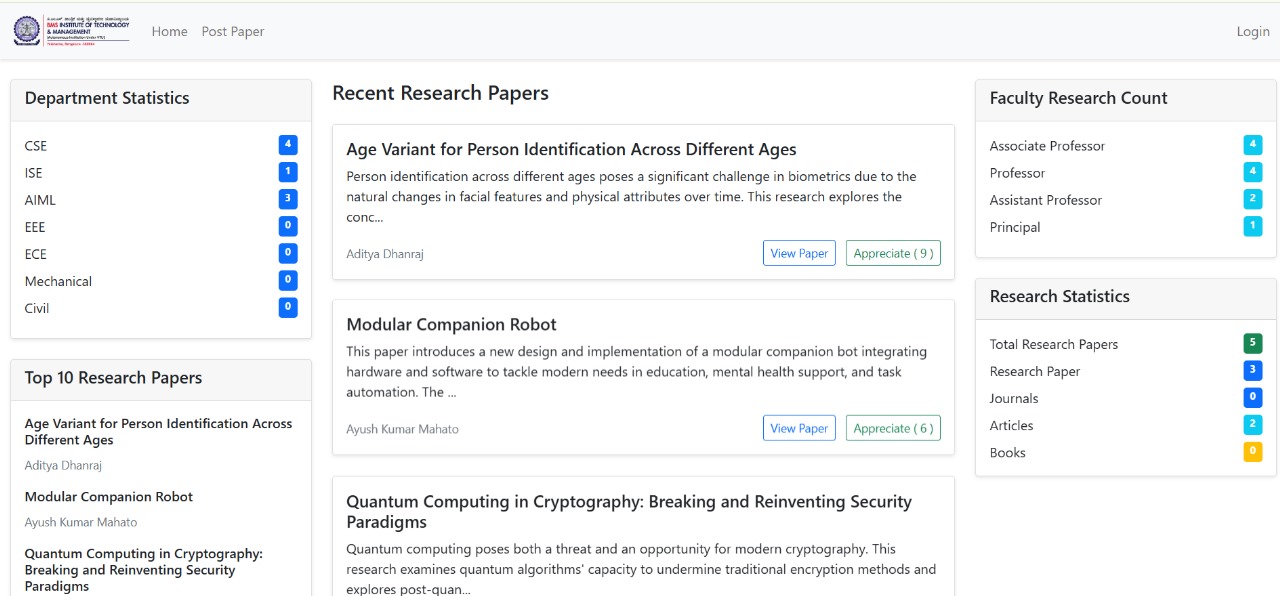 BMS INSTITUTE OF TECHNOLOGY
& MANAGEMENT
Home
Post Paper
Login
Department Statistics
CSE 4
ISE 1
AIML 3
EEE 0
ECE 0
Mechanical 0
Civil 0
Top 10 Research Papers
Age Variant for Person Identification Across
Different Ages
Aditya Dhanraj
Modular Companion Robot
Ayush Kumar Mahato
Quantum Computing in Cryptography:
Breaking and Reinventing Security
Paradigms
Recent Research Papers
Age Variant for Person Identification Across Different Ages
Person identification across different ages poses a significant challenge in biometrics due to the
natural changes in facial features and physical attributes over time. This research explores the
conc...
Aditya Dhanraj
View Paper
Appreciate ( 9 )
Modular Companion Robot
This paper introduces a new design and implementation of a modular companion bot integrating
hardware and software to tackle modern needs in education, mental health support, and task
automation. The ...
Ayush Kumar Mahato
View Paper
Appreciate ( 6 )
Quantum Computing in Cryptography: Breaking and Reinventing Security
Paradigms
Quantum computing poses both a threat and an opportunity for modern cryptography. This
research examines quantum algorithms' capacity to undermine traditional encryption methods and
explores post-quan...
Faculty Research Count
Associate Professor 4
Professor 4
Assistant Professor 2
Principal 1
Research Statistics
Total Research Papers 5
Research Paper 3
Journals 0
Articles 2
Books 0